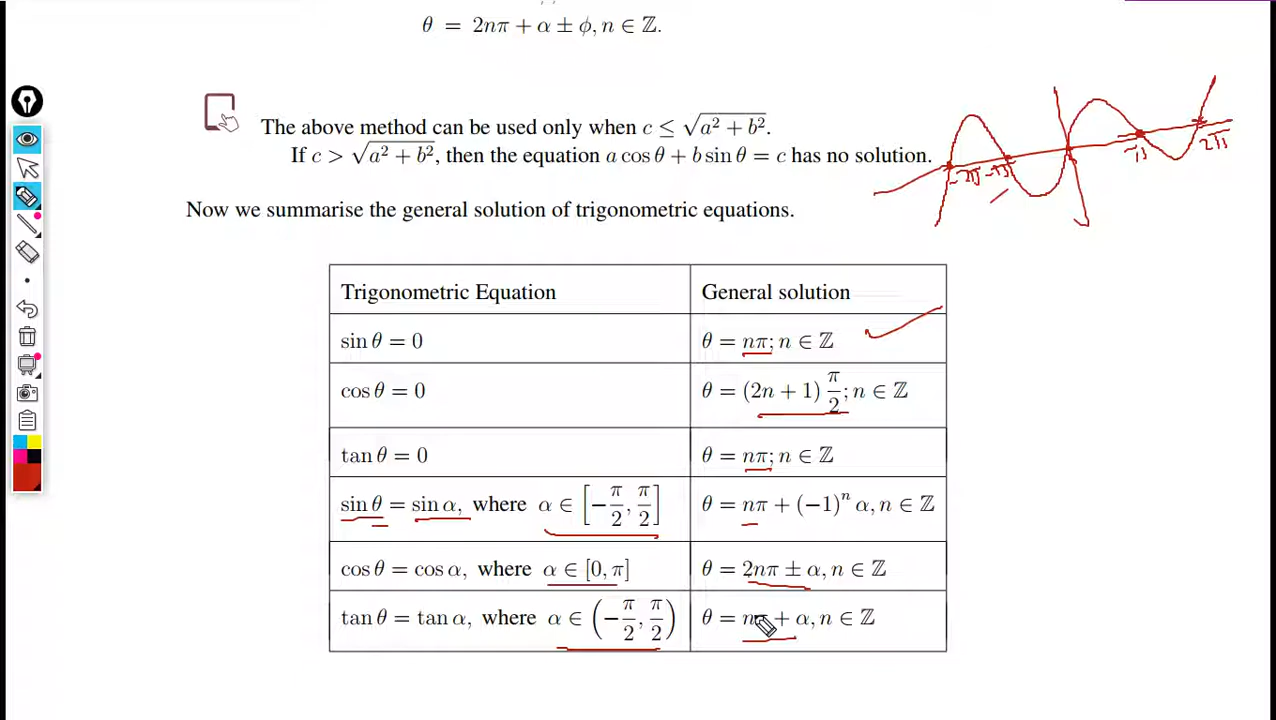 θ = 2nπ + α ± ϕ, n ∈ ℤ.
The above method can be used only when c ≤ √(a² + b²).
If c > √(a² + b²), then the equation a cos θ + b sin θ = c has no solution.
-2π -π π 2π
Now we summarise the general solution of trigonometric equations.
Trigonometric Equation General solution
sin θ = 0 θ = nπ; n ∈ ℤ
cos θ = 0 θ = (2n + 1) π/2; n ∈ ℤ
tan θ = 0 θ = nπ; n ∈ ℤ
sin θ = sin α, where α ∈ [−π/2, π/2] θ = nπ + (−1)ⁿ α, n ∈ ℤ
cos θ = cos α, where α ∈ [0, π] θ = 2nπ ± α, n ∈ ℤ
tan θ = tan α, where α ∈ (−π/2, π/2) θ = nπ + α, n ∈ ℤ